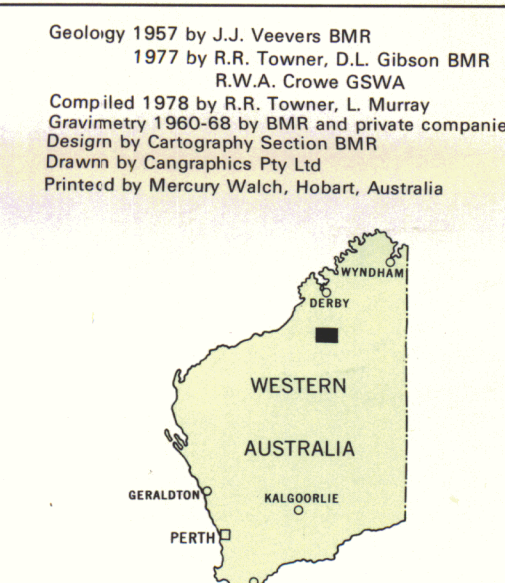 Geology 1957 by J.J. Veevers BMR
1977 by R.R. Towner, D.L. Gibson BMR
R.W.A. Crowe GSWA
Compiled 1978 by R.R. Towner, L. Murray
Gravimetry 1960-68 by BMR and private companie
Design by Cartography Section BMR
Drawn by Cangraphics Pty Ltd
Printed by Mercury Walch, Hobart, Australia
WYNDHAM
DERBY
WESTERN
AUSTRALIA
GERALDTON
KALGOORLIE
PERTH